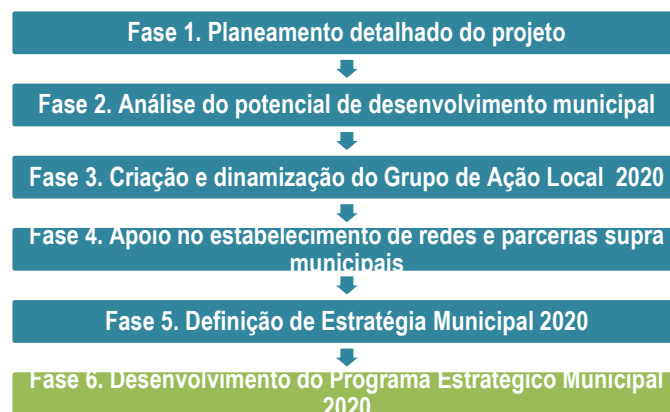 Fase 1. Planeamento detalhado do projeto
Fase 2. Análise do potencial de desenvolvimento municipal
Fase 3. Criação e dinamização do Grupo de Ação Local 2020
Fase 4. Apoio no estabelecimento de redes e parcerias supra
municipais
Fase 5. Definição de Estratégia Municipal 2020
Fase 6. Desenvolvimento do Programa Estratégico Municipal
2020